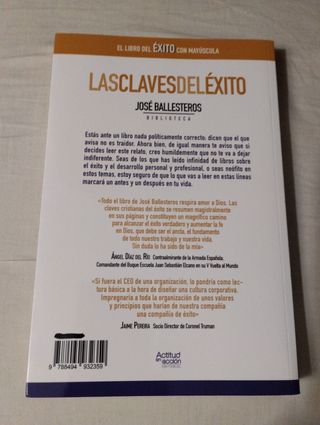 EL LIBRO DEL ÉXITO CON MAYÚSCULA
LASCLAVESDELÉXITO
JOSÉ BALLESTEROS
BIBLIOTECA
Estás ante un libro nada políticamente correcto; dicen que el que
avisa no es traidor. Ahora bien, de igual manera te aviso que si
decides leer este relato, creo humildemente que no te va a dejar
indiferente. Seas de los que has leído infinidad de libros sobre
el éxito y el desarrollo personal y profesional, o seas neófito en
estos temas, estoy seguro de que lo que vas a leer en estas líneas
marcará un antes y un después en tu vida.
«Todo el libro de José Ballesteros respira amor a Dios. Las
claves cristianas del éxito se resumen magistralmente
en sus páginas y constituyen un magnífico camino
para alcanzar el éxito verdadero y aumentar la fe
en Dios, que debe ser el ancla, el fundamento
de todo nuestro trabajo y nuestra vida.
Sin duda lo ha sido de la mía»
ÁNGEL DÍAZ DEL RÍO Contraalmirante de la Armada Española.
Comandante del Buque Escuela Juan Sebastián Elcano en su V Vuelta al Mundo
«Si fuera el CEO de una organización, lo pondría como lec-
tura básica a la hora de diseñar una cultura corporativa.
Impregnaría a toda la organización de unos valores
y principios que harían de nuestra compañía
una compañía de éxito»
JAIME PEREIRA Socio Director de Coronel Truman
Actitud
en acción
9 788494 932359